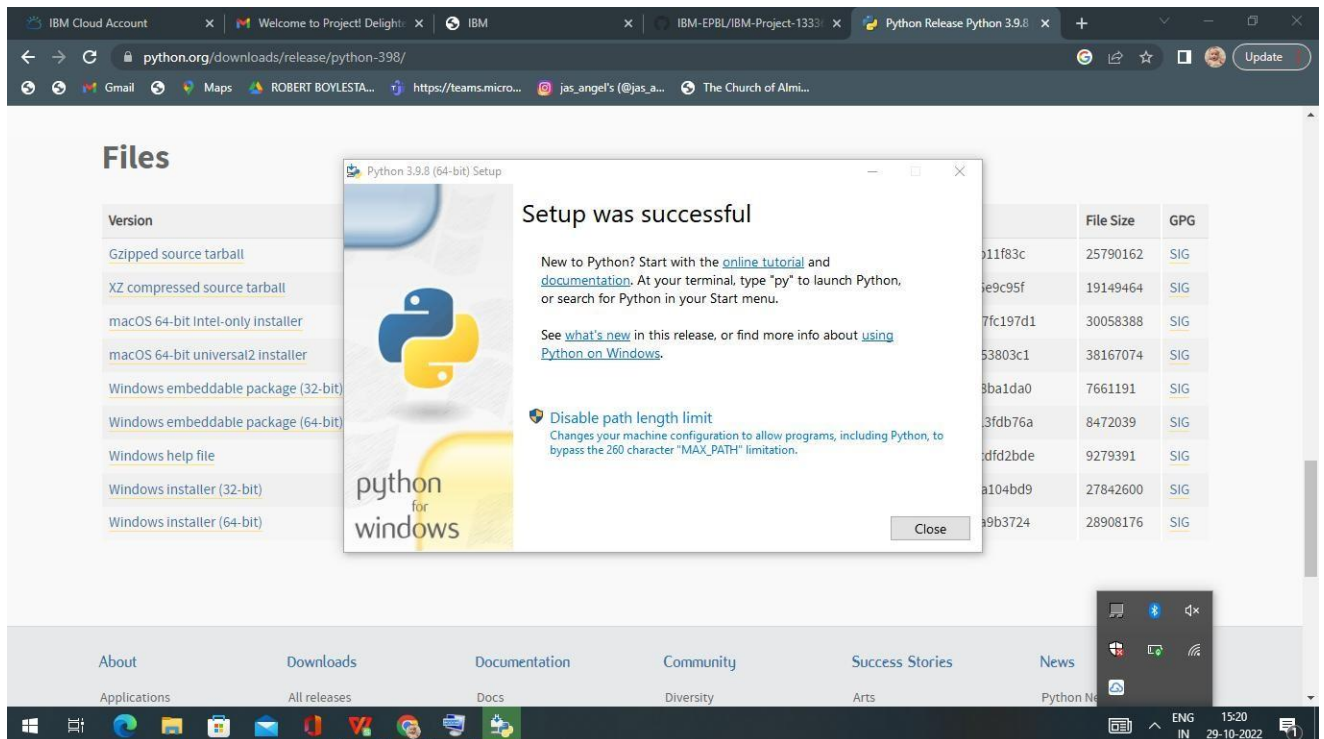 IBM Cloud Account
Welcome to Project! Delight
IBM
IBM-EPBL/IBM-Project-1333
Python Release Python 3.9.8
python.org/downloads/release/python-398/
Update
Gmail
Maps
ROBERT BOYLESTA...
https://teams.micro...
jas_angel's (@jas_a...
The Church of Almi...
Files
Version
File Size
GPG
Gzipped source tarball
b11f83c
25790162
SIG
XZ compressed source tarball
5e9c95f
19149464
SIG
macOS 64-bit Intel-only installer
7fc197d1
30058388
SIG
macOS 64-bit universal2 installer
53803c1
38167074
SIG
Windows embeddable package (32-bit)
8ba1da0
7661191
SIG
Windows embeddable package (64-bit)
3fdb76a
8472039
SIG
Windows help file
dfd2bde
9279391
SIG
Windows installer (32-bit)
a104bd9
27842600
SIG
Windows installer (64-bit)
a9b3724
28908176
SIG
Python 3.9.8 (64-bit) Setup
Setup was successful
New to Python? Start with the online tutorial and
documentation. At your terminal, type "py" to launch Python,
or search for Python in your Start menu.
See what's new in this release, or find more info about using
Python on Windows.
Disable path length limit
Changes your machine configuration to allow programs, including Python, to
bypass the 260 character "MAX_PATH" limitation.
python
for
windows
Close
About
Downloads
Documentation
Community
Success Stories
News
Applications
All releases
Docs
Diversity
Arts
Python Ne
ENG
IN
15:20
29-10-2022
1